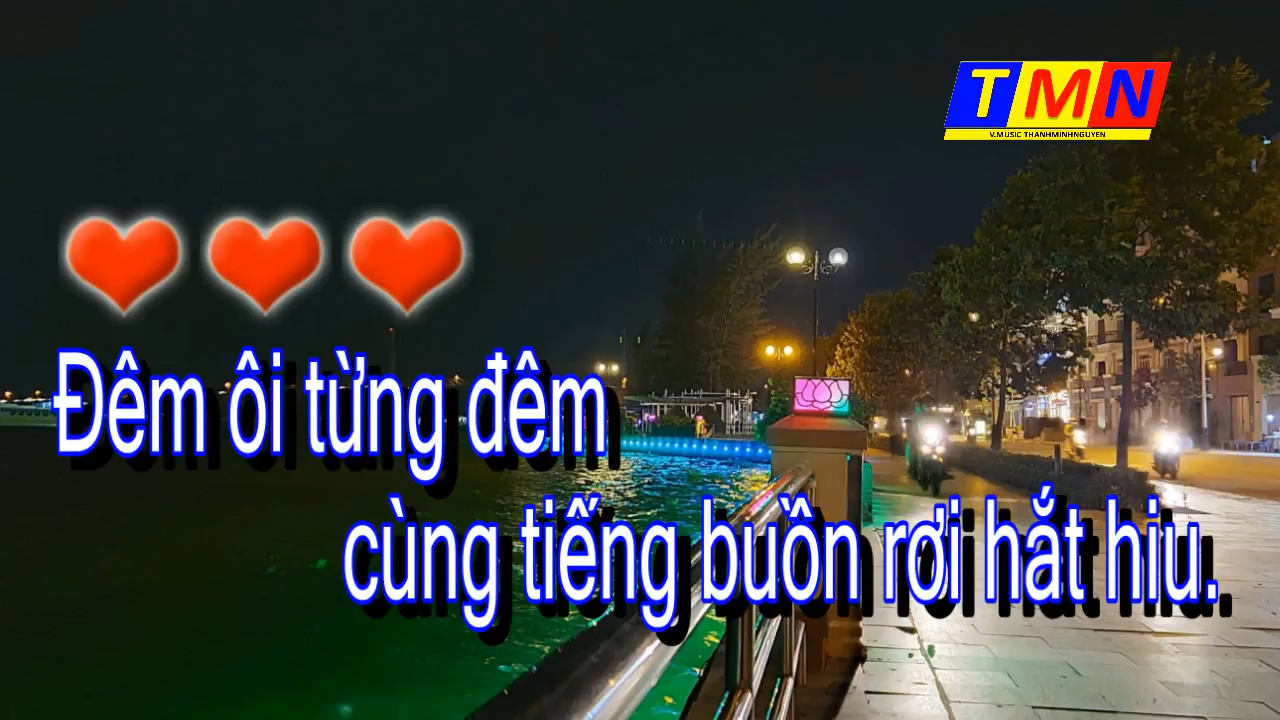 TMN
V.MUSIC THANHMINHNGUYEN
Đêm ôi từng đêm
cùng tiếng buồn rơi hắt hiu.